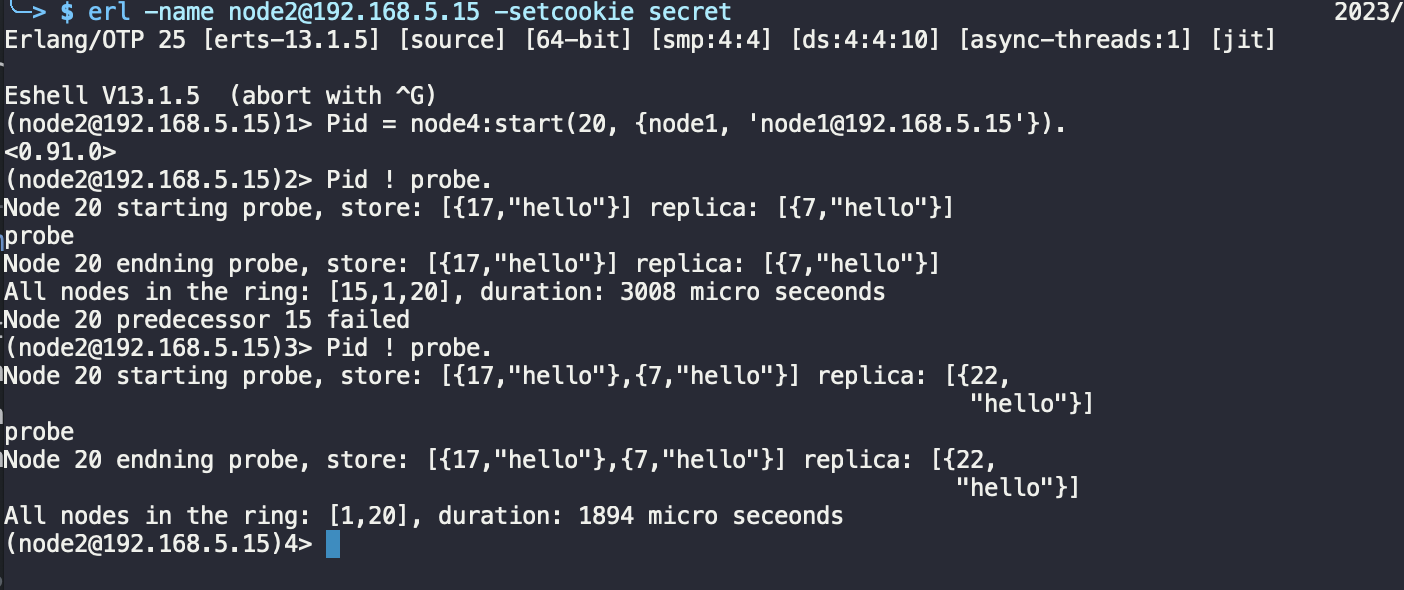 ╰─> $ erl -name node2@192.168.5.15 -setcookie secret 2023/
Erlang/OTP 25 [erts-13.1.5] [source] [64-bit] [smp:4:4] [ds:4:4:10] [async-threads:1] [jit]
Eshell V13.1.5  (abort with ^G)
(node2@192.168.5.15)1> Pid = node4:start(20, {node1, 'node1@192.168.5.15'}).
<0.91.0>
(node2@192.168.5.15)2> Pid ! probe.
Node 20 starting probe, store: [{17,"hello"}] replica: [{7,"hello"}]
probe
Node 20 endning probe, store: [{17,"hello"}] replica: [{7,"hello"}]
All nodes in the ring: [15,1,20], duration: 3008 micro seceonds
Node 20 predecessor 15 failed
(node2@192.168.5.15)3> Pid ! probe.
Node 20 starting probe, store: [{17,"hello"},{7,"hello"}] replica: [{22,
"hello"}]
probe
Node 20 endning probe, store: [{17,"hello"},{7,"hello"}] replica: [{22,
"hello"}]
All nodes in the ring: [1,20], duration: 1894 micro seceonds
(node2@192.168.5.15)4>